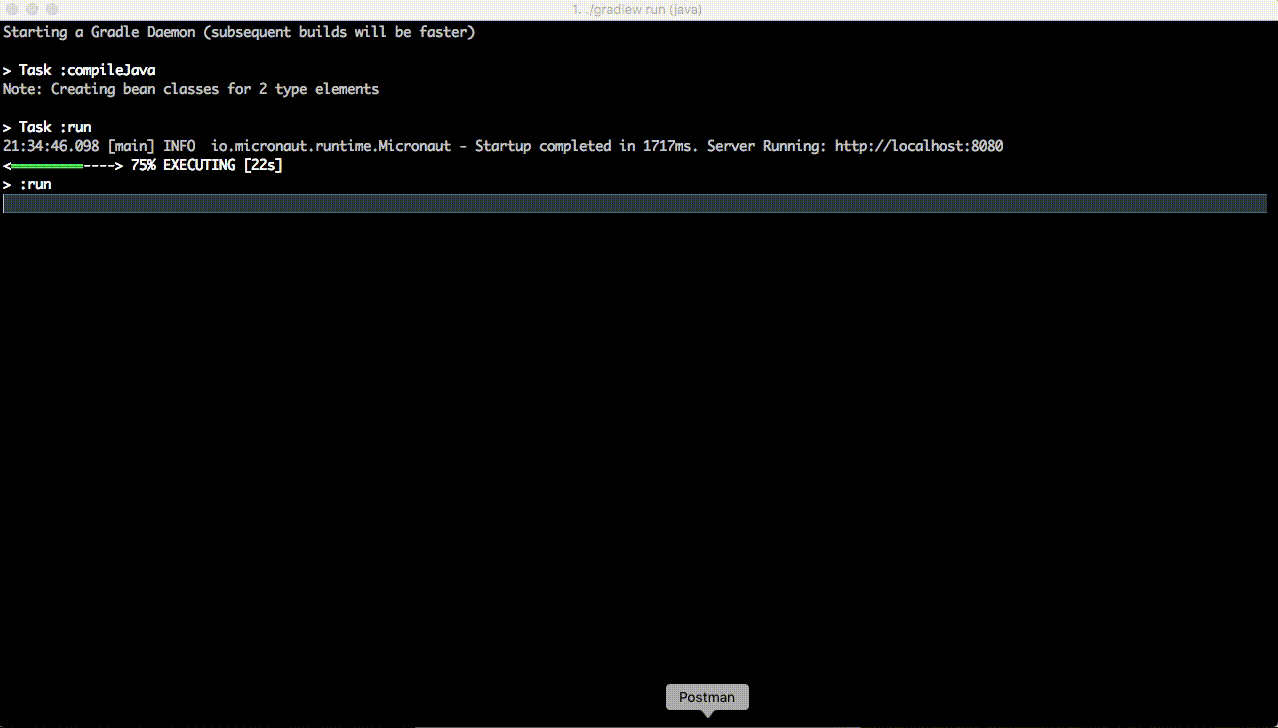 1. ./gradlew run (java)
Starting a Gradle Daemon (subsequent builds will be faster)
> Task :compileJava
Note: Creating bean classes for 2 type elements
> Task :run
21:34:46.098 [main] INFO  io.micronaut.runtime.Micronaut - Startup completed in 1717ms. Server Running: http://localhost:8080
<=========----> 75% EXECUTING [22s]
> :run
Postman